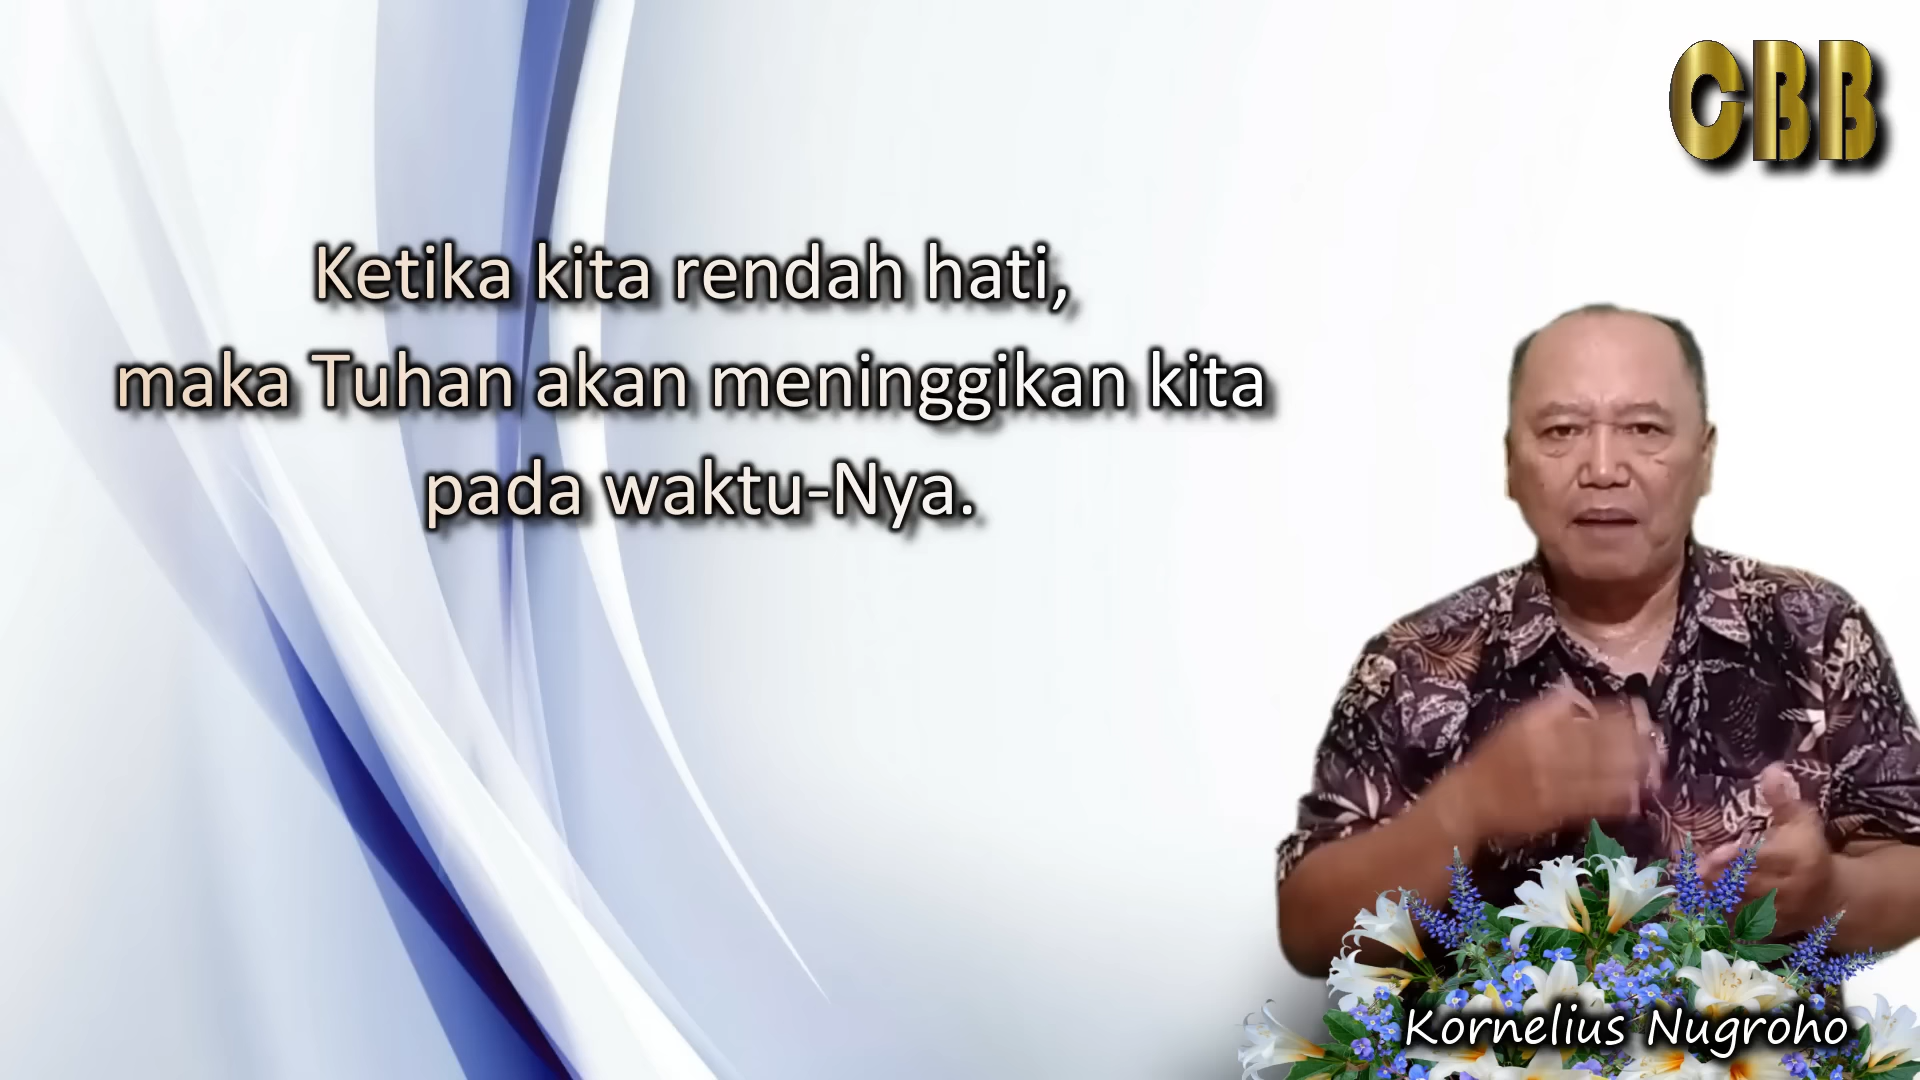 CBB
Ketika kita rendah hati,
maka Tuhan akan meninggikan kita
pada waktu-Nya.
Kornelius Nugroho